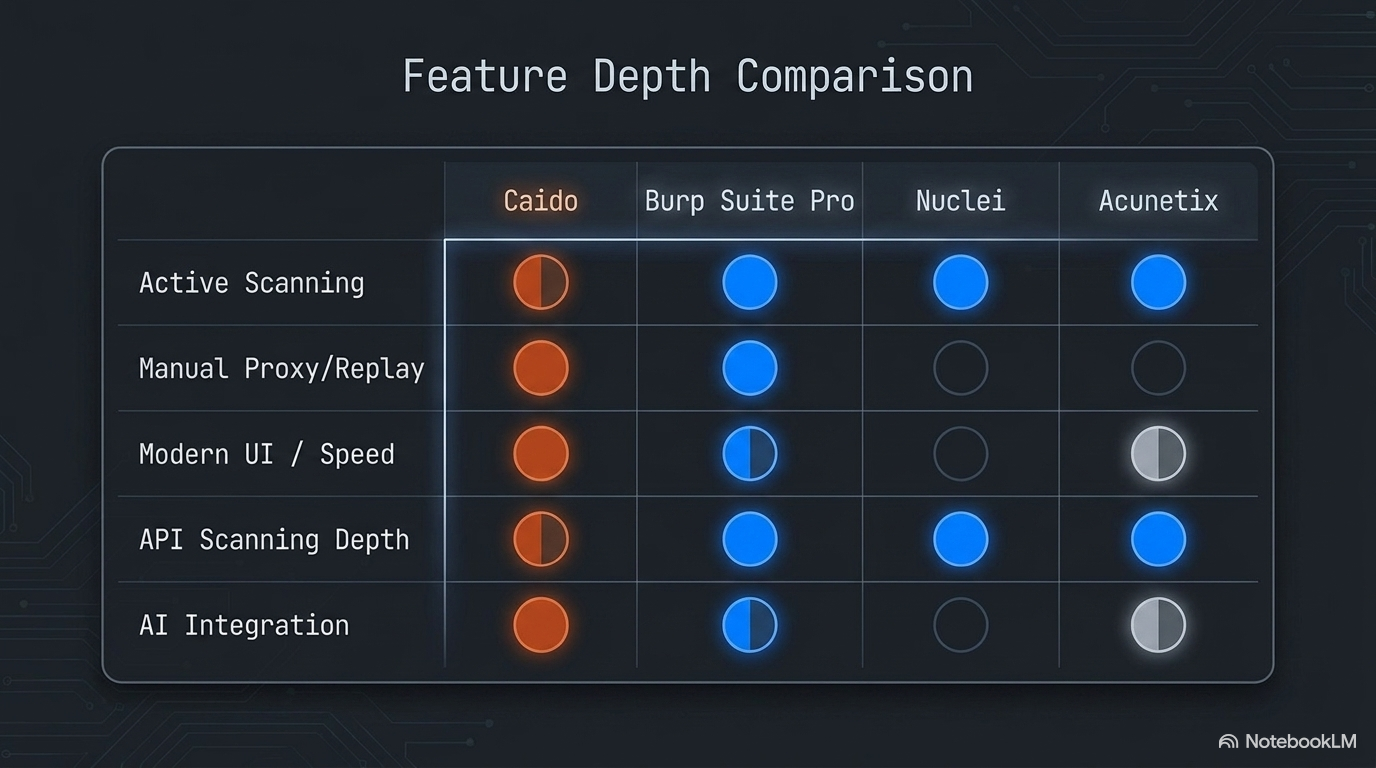 Feature Depth Comparison
Caido Burp Suite Pro Nuclei Acunetix
Active Scanning
Manual Proxy/Replay
Modern UI / Speed
API Scanning Depth
AI Integration
NotebookLM